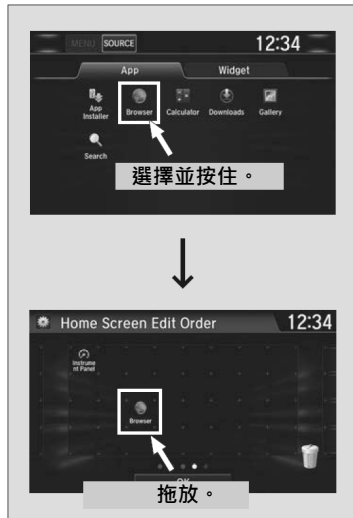 MENU SOURCE 12:34
App Widget
App Installer
Browser
Calculator
Downloads
Gallery
Search
選擇並按住。
Home Screen Edit Order 12:34
Instrume
nt Panel
Browser
OK
拖放。